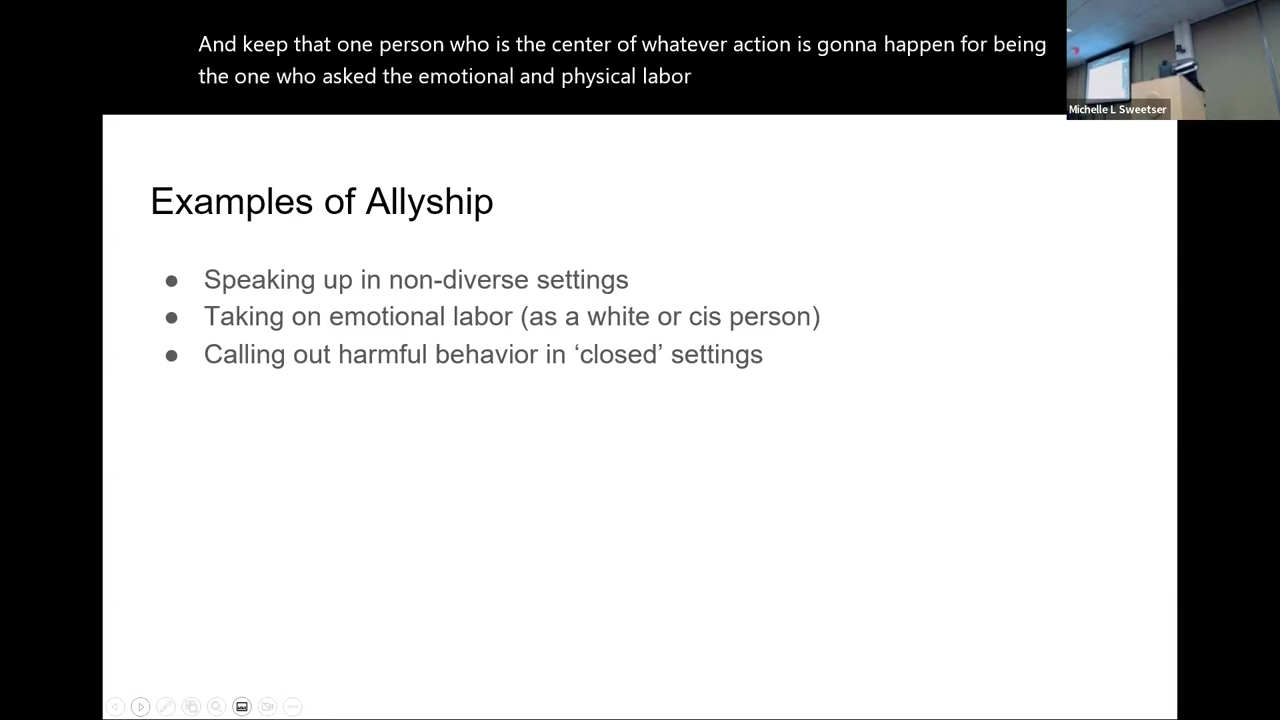 And keep that one person who is the center of whatever action is gonna happen for being
the one who asked the emotional and physical labor
Michelle L Sweetser
Examples of Allyship
● Speaking up in non-diverse settings
● Taking on emotional labor (as a white or cis person)
● Calling out harmful behavior in ‘closed’ settings